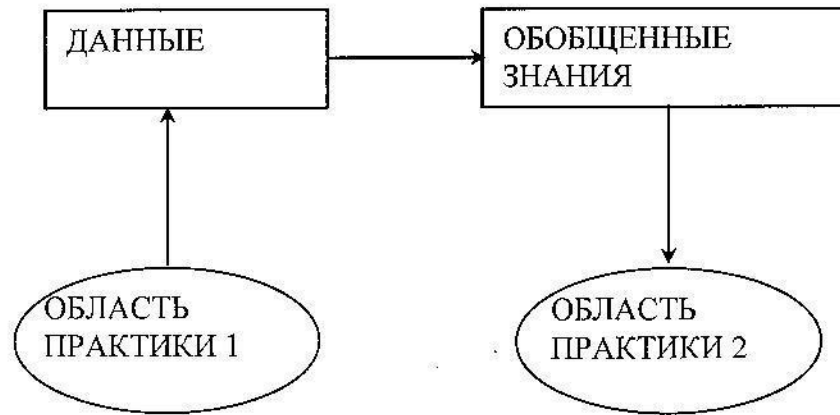 ДАННЫЕ
ОБОБЩЕННЫЕ
ЗНАНИЯ
ОБЛАСТЬ
ПРАКТИКИ 1
ОБЛАСТЬ
ПРАКТИКИ 2